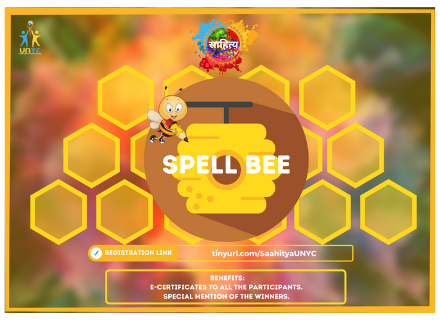 UNYC
साहित्य
SPELL BEE
REGISTRATION LINK
tinyurl.com/SaahityaUNYC
BENEFITS:
E-CERTIFICATES TO ALL THE PARTICIPANTS.
SPECIAL MENTION OF THE WINNERS.